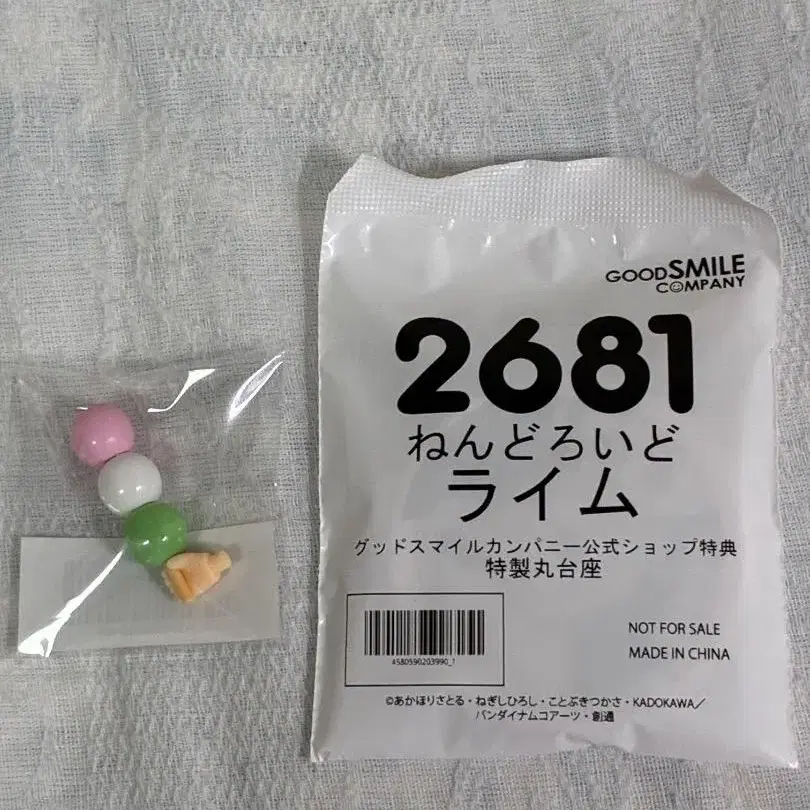 GOODSMILE
COMPANY
2681
ねんどろいど
ライム
グッドスマイルカンパニー公式ショップ特典
特製丸台座
NOT FOR SALE
MADE IN CHINA
4580590203990_1
©あかほりさとる・ねぎしひろし・ことぶきつかさ・KADOKAWA／
バンダイナムコアーツ・創通